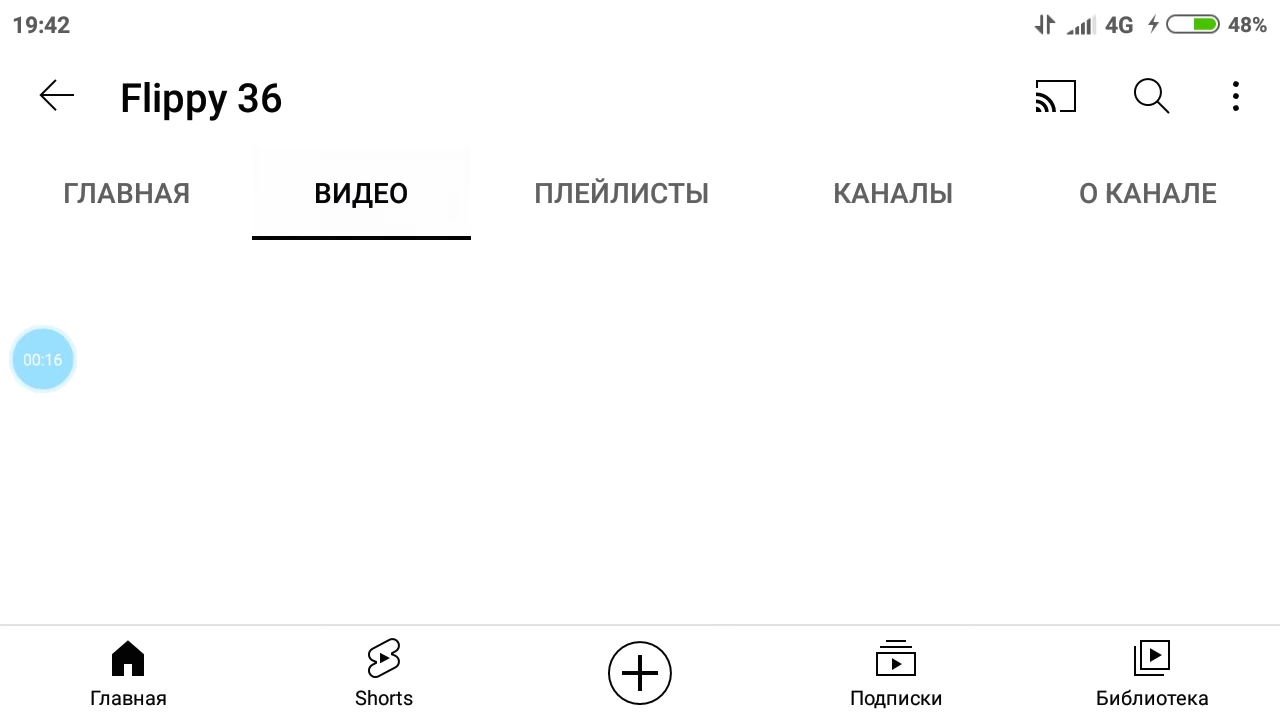 19:42 4G 48%
Flippy 36
ГЛАВНАЯ ВИДЕО ПЛЕЙЛИСТЫ КАНАЛЫ О КАНАЛЕ
00:16
Главная Shorts Подписки Библиотека